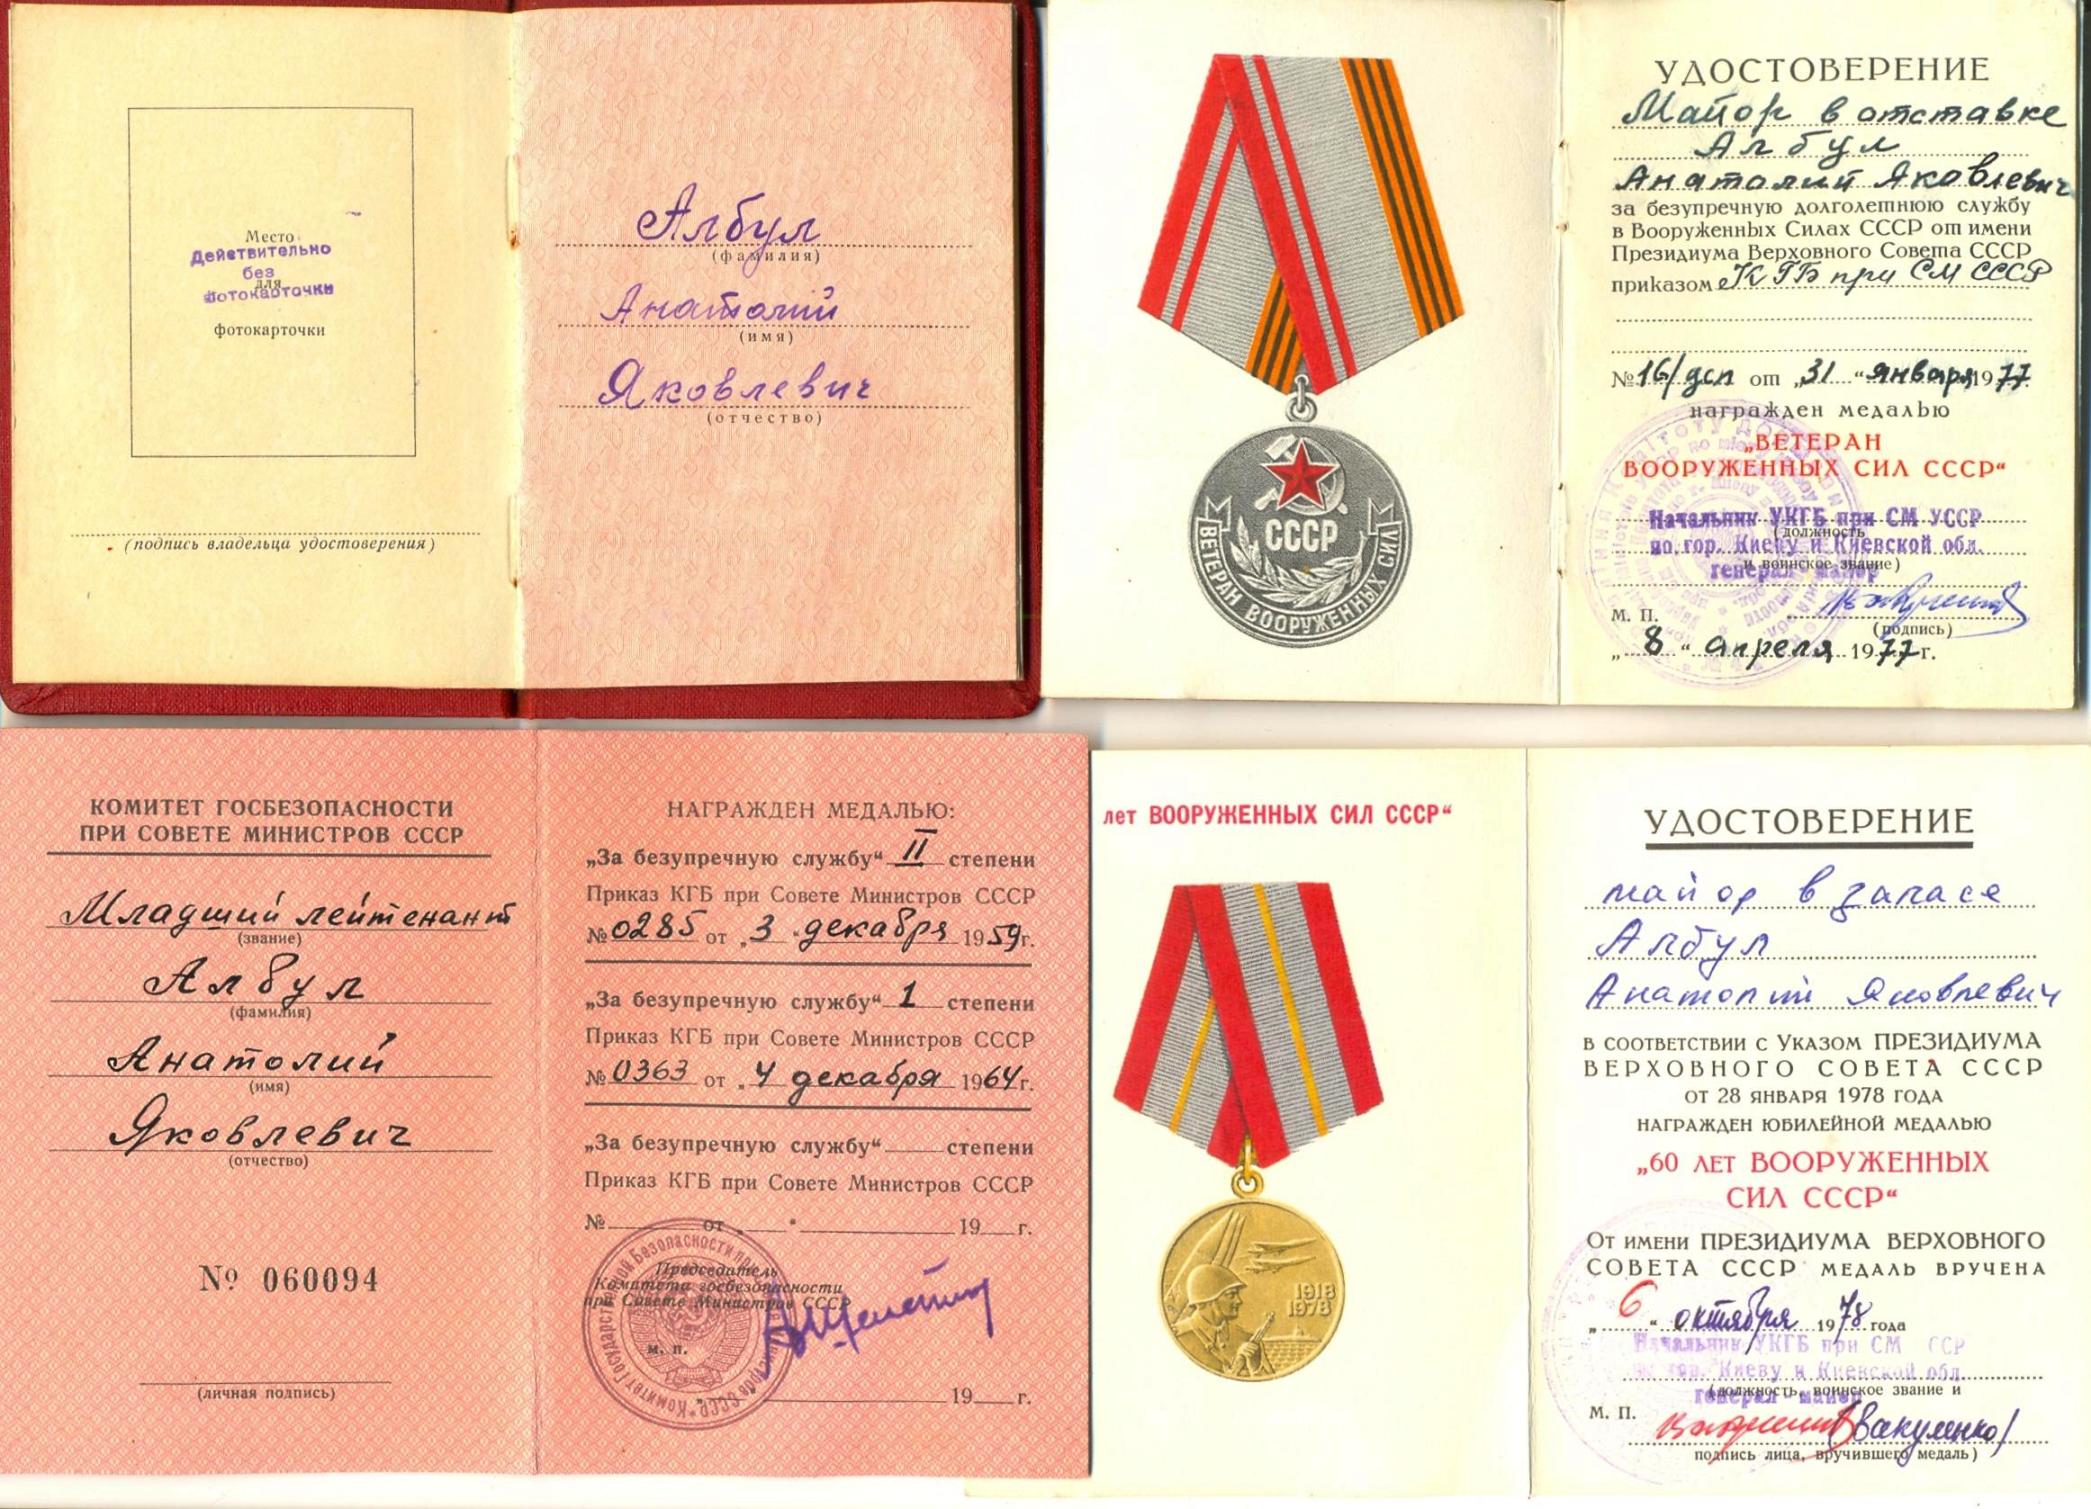 Место
Действительно
без
для
фотокарточки
фотокарточки
(подпись владельца удостоверения)
Албул
(фамилия)
Анатолий
(имя)
Яковлевич
(отчество)
СССР
ВЕТЕРАН ВООРУЖЕННЫХ СИЛ
УДОСТОВЕРЕНИЕ
Майор в отставке
Албул
Анатолий Яковлевич
за безупречную долголетнюю службу
в Вооруженных Силах СССР от имени
Президиума Верховного Совета СССР
приказом КГБ при СМ СССР
№ 16/дсп от „31“ января 1977 г.
награжден медалью
„ВЕТЕРАН
ВООРУЖЕННЫХ СИЛ СССР“
Начальник УКГБ при СМ УССР
(должность
по гор. Киеву и Киевской обл.
и воинское звание)
генерал-майор
М. П.
(подпись)
„8“ апреля 1977 г.
КОМИТЕТ ГОСБЕЗОПАСНОСТИ
ПРИ СОВЕТЕ МИНИСТРОВ СССР
Младший лейтенант
(звание)
Албул
(фамилия)
Анатолий
(имя)
Яковлевич
(отчество)
№ 060094
(личная подпись)
НАГРАЖДЕН МЕДАЛЬЮ:
„За безупречную службу“ II степени
Приказ КГБ при Совете Министров СССР
№ 0285 от „3“ декабря 1959 г.
„За безупречную службу“ 1 степени
Приказ КГБ при Совете Министров СССР
№ 0363 от „4 декабря 1964 г.
„За безупречную службу“ степени
Приказ КГБ при Совете Министров СССР
№ от „ “ 19 г.
Председатель
Комитета госбезопасности
при Совете Министров СССР
м. п.
„ “ 19 г.
лет ВООРУЖЕННЫХ СИЛ СССР“
1918
1978
УДОСТОВЕРЕНИЕ
майор в запасе
Албул
Анатолий Яковлевич
В СООТВЕТСТВИИ С УКАЗОМ ПРЕЗИДИУМА
ВЕРХОВНОГО СОВЕТА СССР
ОТ 28 ЯНВАРЯ 1978 ГОДА
НАГРАЖДЕН ЮБИЛЕЙНОЙ МЕДАЛЬЮ
„60 ЛЕТ ВООРУЖЕННЫХ
СИЛ СССР“
ОТ ИМЕНИ ПРЕЗИДИУМА ВЕРХОВНОГО
СОВЕТА СССР МЕДАЛЬ ВРУЧЕНА
„6“ октября 1978 года
Начальник УКГБ при СМ ССР
по гор. Киеву и Киевской обл.
(должность, воинское звание и
генерал-майор
М. П.
(Вакуленко)
подпись лица, вручившего медаль)